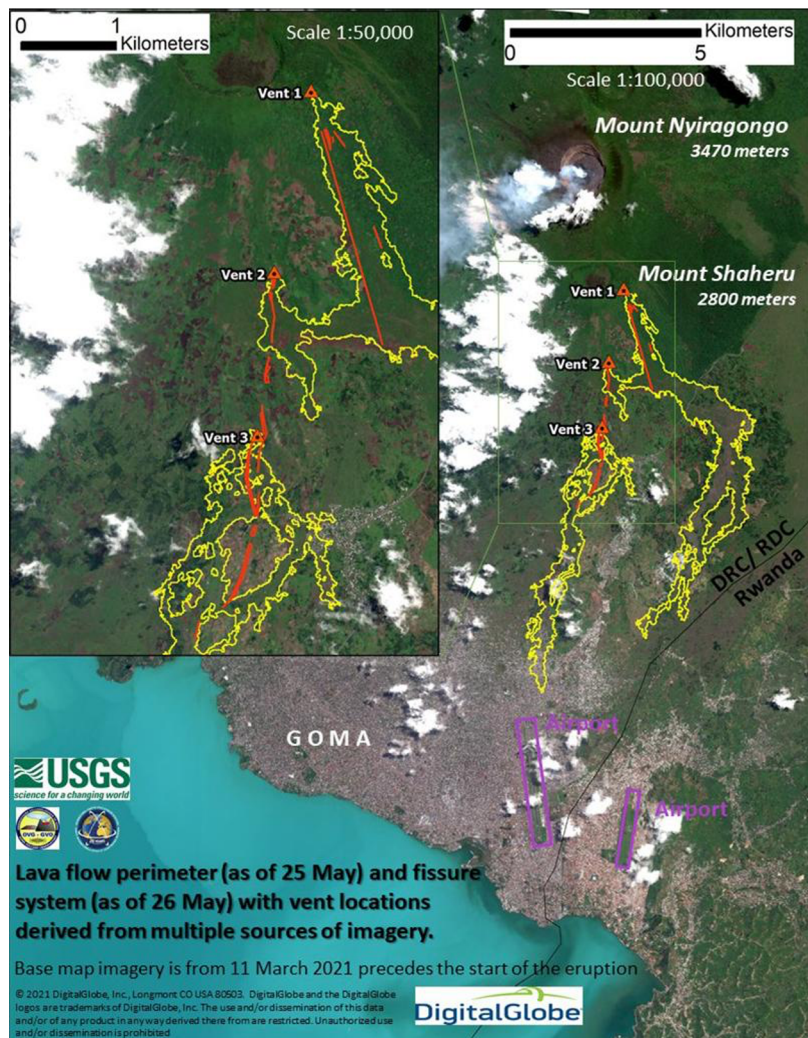 0 1
Kilometers
Scale 1:50,000
Vent 1
Vent 2
Vent 3
0 5
Kilometers
Scale 1:100,000
Mount Nyiragongo
3470 meters
Mount Shaheru
2800 meters
Vent 1
Vent 2
Vent 3
DRC/ RDC
Rwanda
GOMA
Airport
Airport
USGS
science for a changing world
OVG - GVO
Lava flow perimeter (as of 25 May) and fissure
system (as of 26 May) with vent locations
derived from multiple sources of imagery.
Base map imagery is from 11 March 2021 precedes the start of the eruption
© 2021 DigitalGlobe, Inc., Longmont CO USA 80503. DigitalGlobe and the DigitalGlobe
logos are trademarks of DigitalGlobe, Inc. The use and/or dissemination of this data
and/or of any product in any way derived there from are restricted. Unauthorized use
and/or dissemination is prohibited
DigitalGlobe